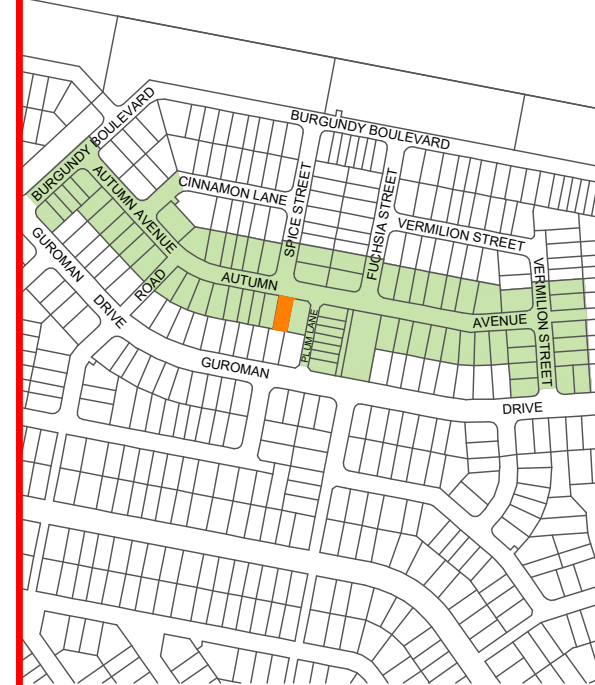 BURGUNDY BOULEVARD
BURGUNDY BOULEVARD
CINNAMON LANE
SPICE STREET
FUCHSIA STREET
VERMILION STREET
AUTUMN AVENUE
GUROMAN
DRIVE
ROAD
AUTUMN
AVENUE
VERMILION STREET
PLUM LANE
GUROMAN
DRIVE